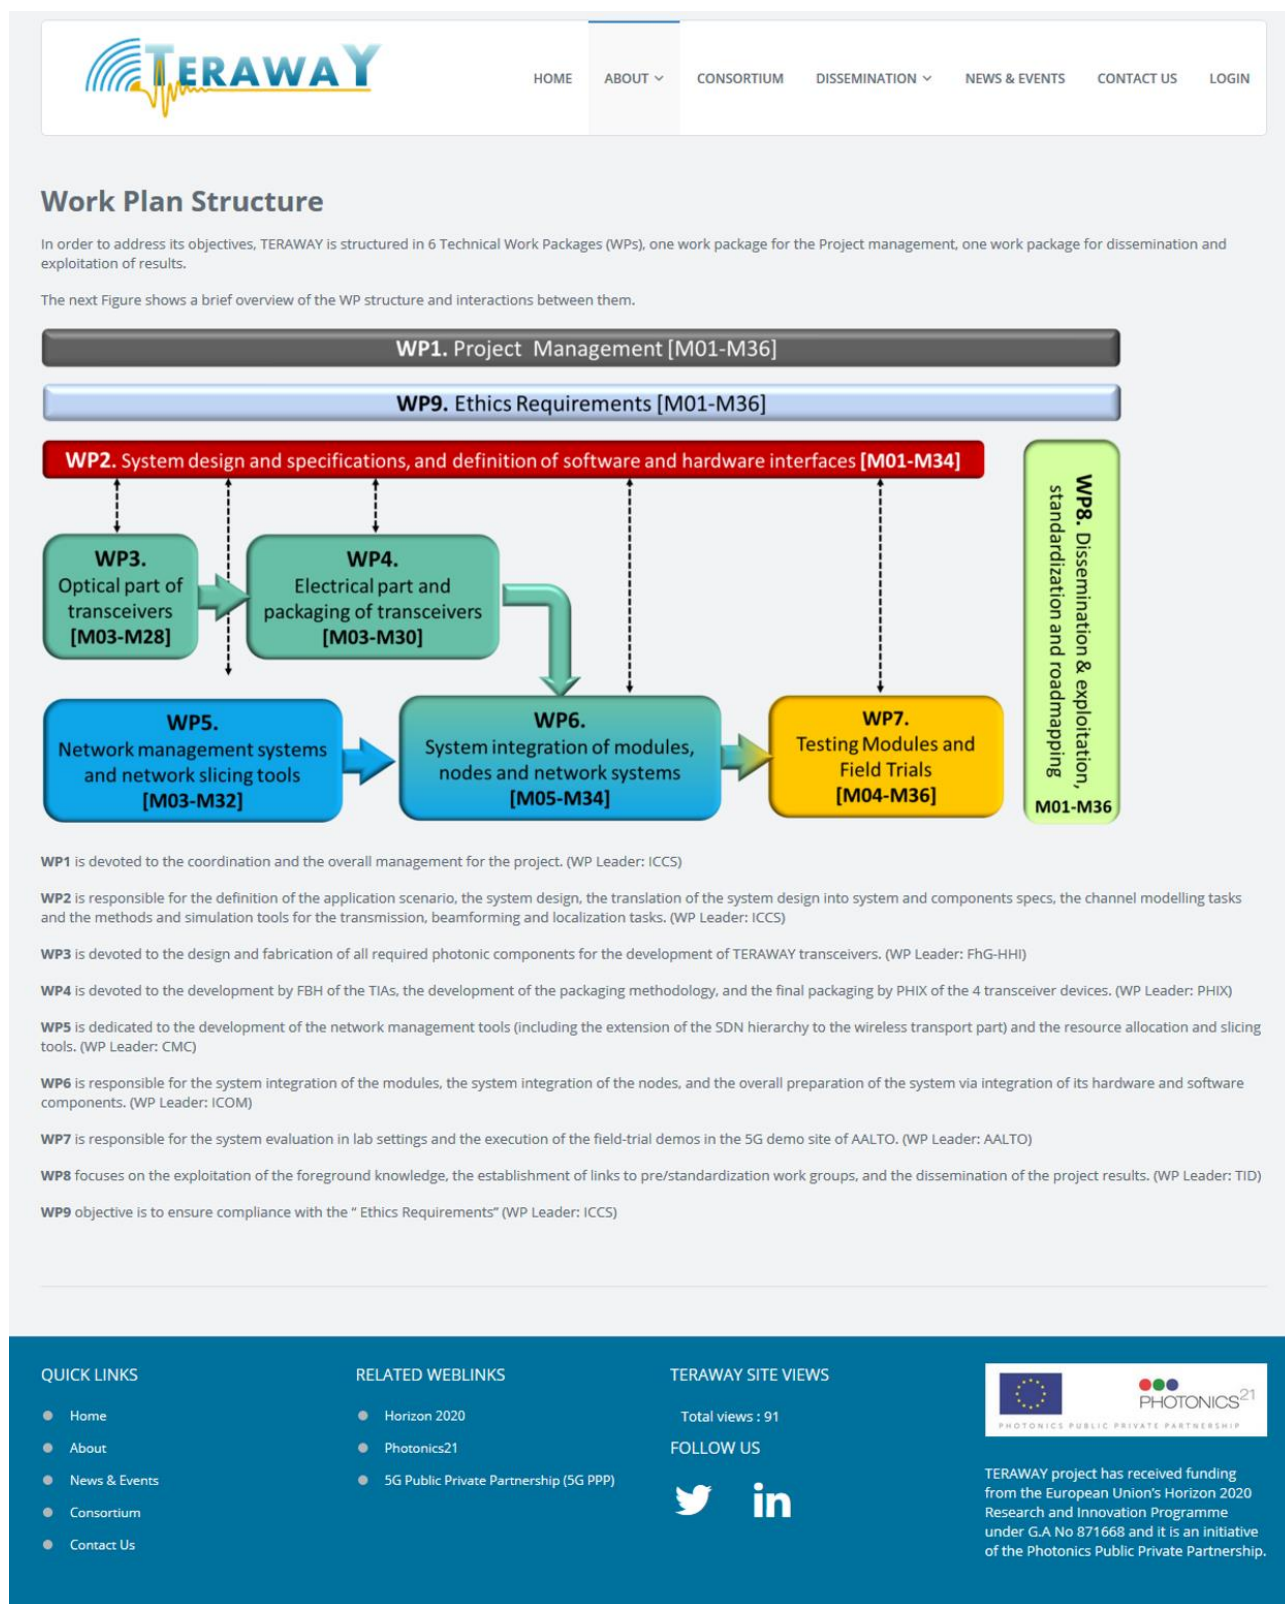 TERAWAY
HOME ABOUT CONSORTIUM DISSEMINATION NEWS & EVENTS CONTACT US LOGIN
Work Plan Structure
In order to address its objectives, TERAWAY is structured in 6 Technical Work Packages (WPs), one work package for the Project management, one work package for dissemination and
exploitation of results.
The next Figure shows a brief overview of the WP structure and interactions between them.
WP1. Project Management [M01-M36]
WP9. Ethics Requirements [M01-M36]
WP2. System design and specifications, and definition of software and hardware interfaces [M01-M34]
WP3.
Optical part of
transceivers
[M03-M28]
WP4.
Electrical part and
packaging of transceivers
[M03-M30]
WP5.
Network management systems
and network slicing tools
[M03-M32]
WP6.
System integration of modules,
nodes and network systems
[M05-M34]
WP7.
Testing Modules and
Field Trials
[M04-M36]
WP8. Dissemination & exploitation,
standardization and roadmapping
M01-M36
WP1 is devoted to the coordination and the overall management for the project. (WP Leader: ICCS)
WP2 is responsible for the definition of the application scenario, the system design, the translation of the system design into system and components specs, the channel modelling tasks
and the methods and simulation tools for the transmission, beamforming and localization tasks. (WP Leader: ICCS)
WP3 is devoted to the design and fabrication of all required photonic components for the development of TERAWAY transceivers. (WP Leader: FhG-HHI)
WP4 is devoted to the development by FBH of the TIAs, the development of the packaging methodology, and the final packaging by PHIX of the 4 transceiver devices. (WP Leader: PHIX)
WP5 is dedicated to the development of the network management tools (including the extension of the SDN hierarchy to the wireless transport part) and the resource allocation and slicing
tools. (WP Leader: CMC)
WP6 is responsible for the system integration of the modules, the system integration of the nodes, and the overall preparation of the system via integration of its hardware and software
components. (WP Leader: ICOM)
WP7 is responsible for the system evaluation in lab settings and the execution of the field-trial demos in the 5G demo site of AALTO. (WP Leader: AALTO)
WP8 focuses on the exploitation of the foreground knowledge, the establishment of links to pre/standardization work groups, and the dissemination of the project results. (WP Leader: TID)
WP9 objective is to ensure compliance with the “ Ethics Requirements” (WP Leader: ICCS)
QUICK LINKS
Home
About
News & Events
Consortium
Contact Us
RELATED WEBLINKS
Horizon 2020
Photonics21
5G Public Private Partnership (5G PPP)
TERAWAY SITE VIEWS
Total views : 91
FOLLOW US
in
PHOTONICS21
PHOTONICS PUBLIC PRIVATE PARTNERSHIP
TERAWAY project has received funding
from the European Union’s Horizon 2020
Research and Innovation Programme
under G.A No 871668 and it is an initiative
of the Photonics Public Private Partnership.